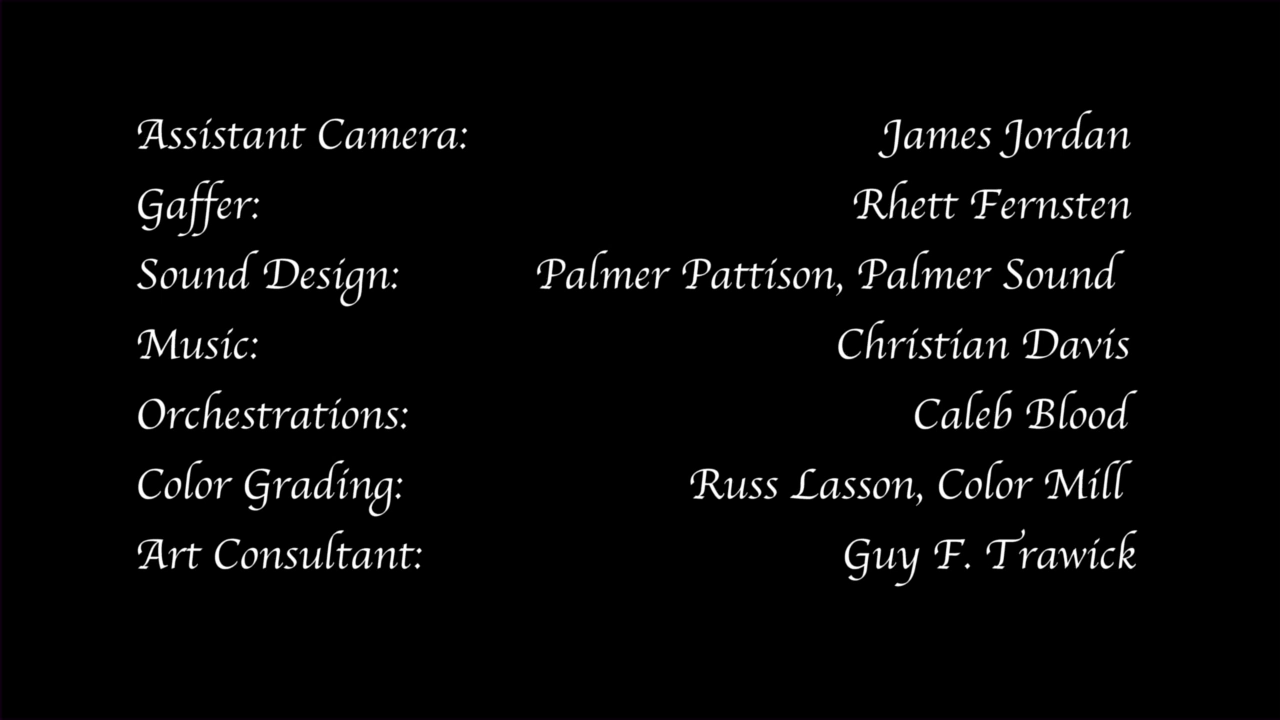 Assistant Camera: James Jordan
Gaffer: Rhett Fernsten
Sound Design: Palmer Pattison, Palmer Sound
Music: Christian Davis
Orchestrations: Caleb Blood
Color Grading: Russ Lasson, Color Mill
Art Consultant: Guy F. Trawick